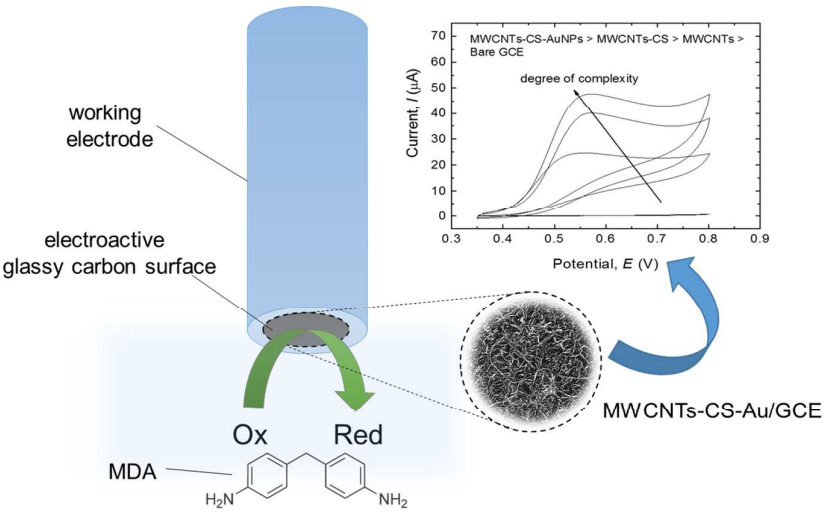 working
electrode
electroactive
glassy carbon surface
Ox
Red
MDA
H₂N
NH₂
MWCNTs-CS-AuNPs > MWCNTs-CS > MWCNTs >
Bare GCE
degree of complexity
Current, I (μA)
70
60
50
40
30
20
10
0
0.3 0.4 0.5 0.6 0.7 0.8 0.9
Potential, E (V)
MWCNTs-CS-Au/GCE